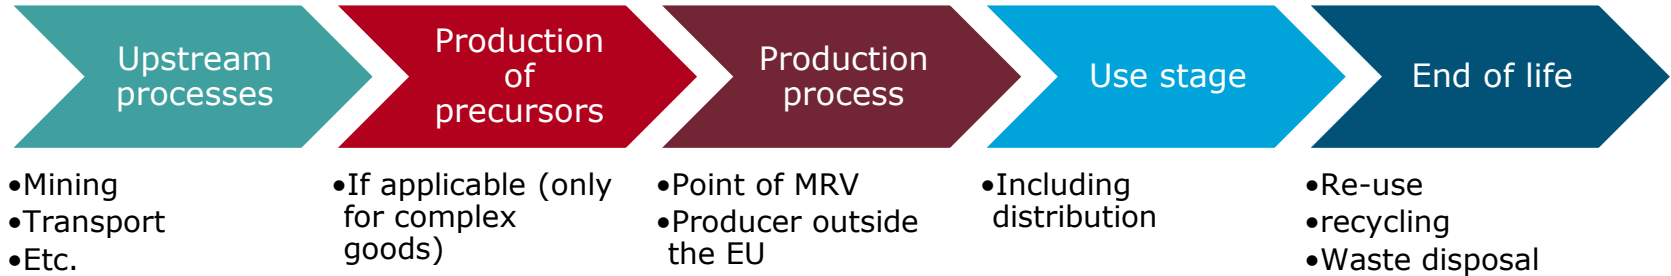 Upstream
processes
Production
of
precursors
Production
process
Use stage
End of life
•Mining
•Transport
•Etc.
•If applicable (only
for complex
goods)
•Point of MRV
•Producer outside
the EU
•Including
distribution
•Re-use
•recycling
•Waste disposal